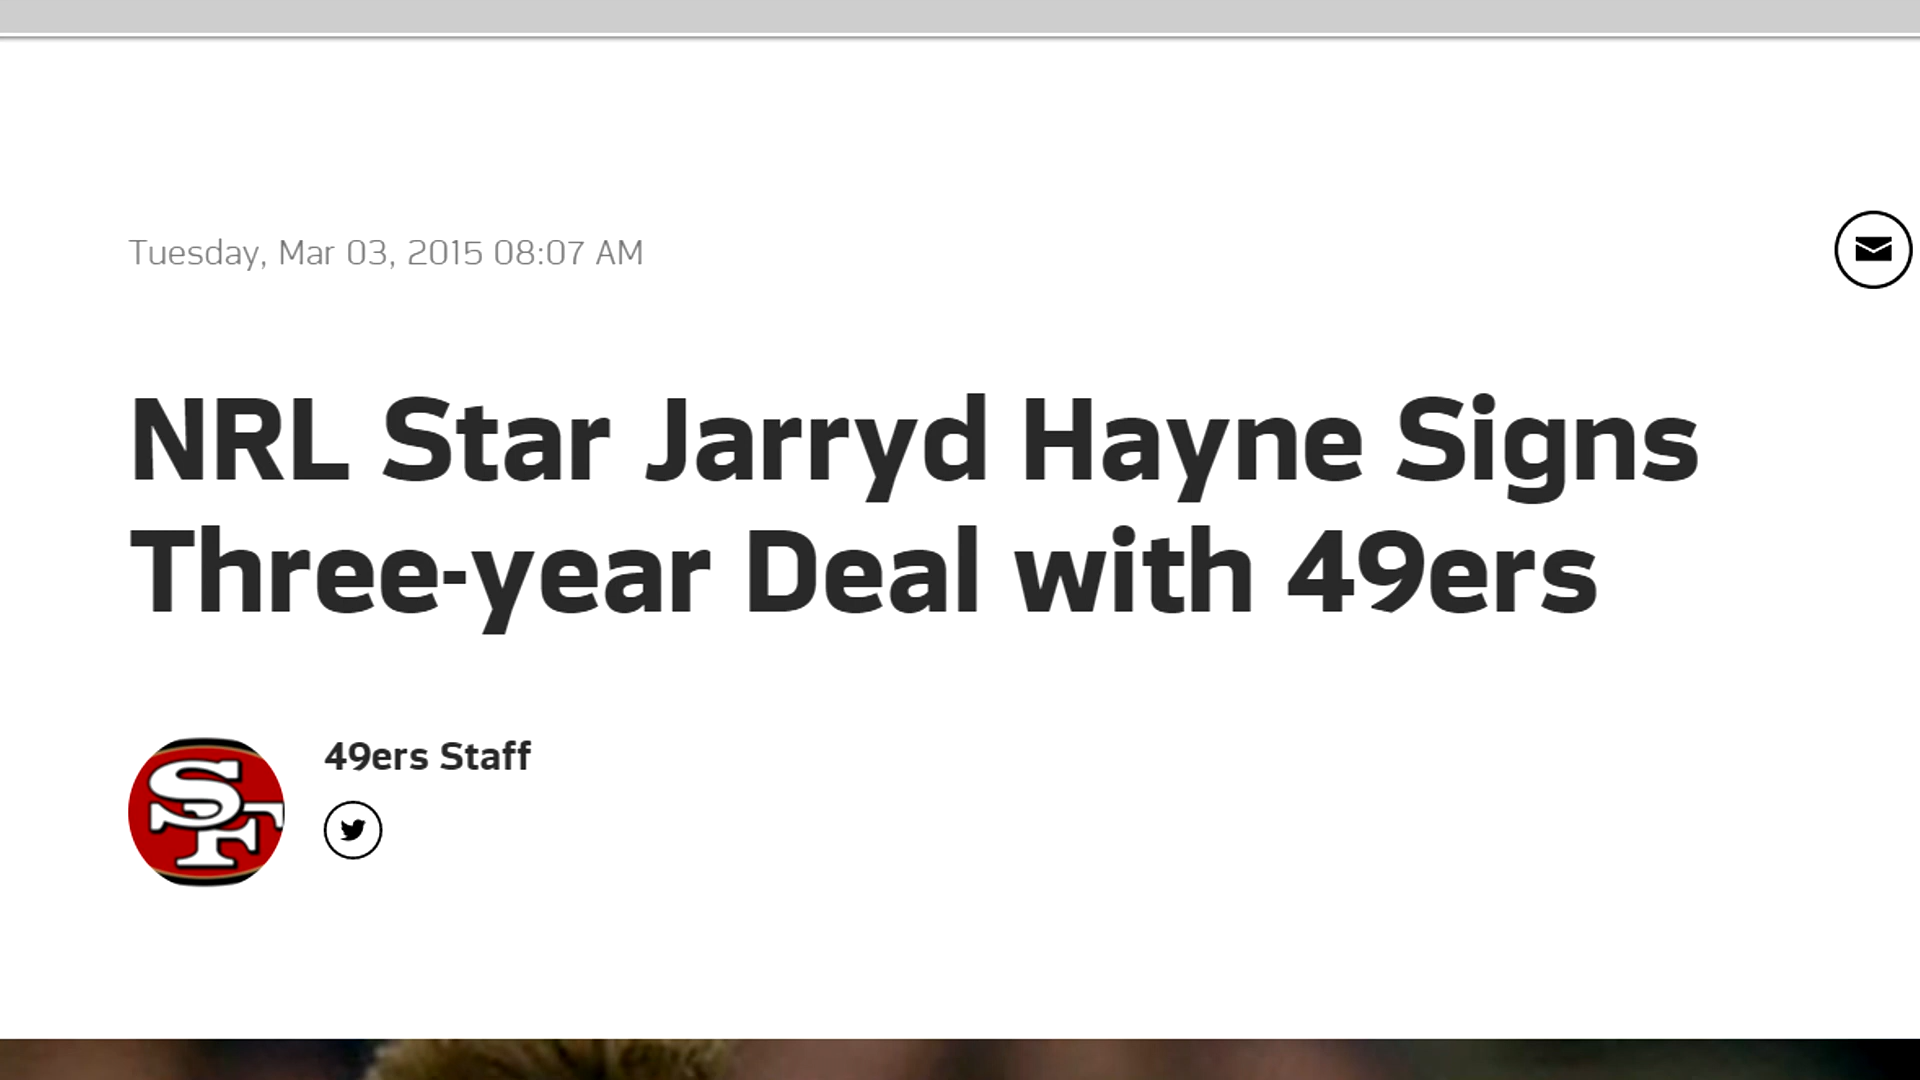 Tuesday, Mar 03, 2015 08:07 AM
NRL Star Jarryd Hayne Signs
Three-year Deal with 49ers
49ers Staff
SF